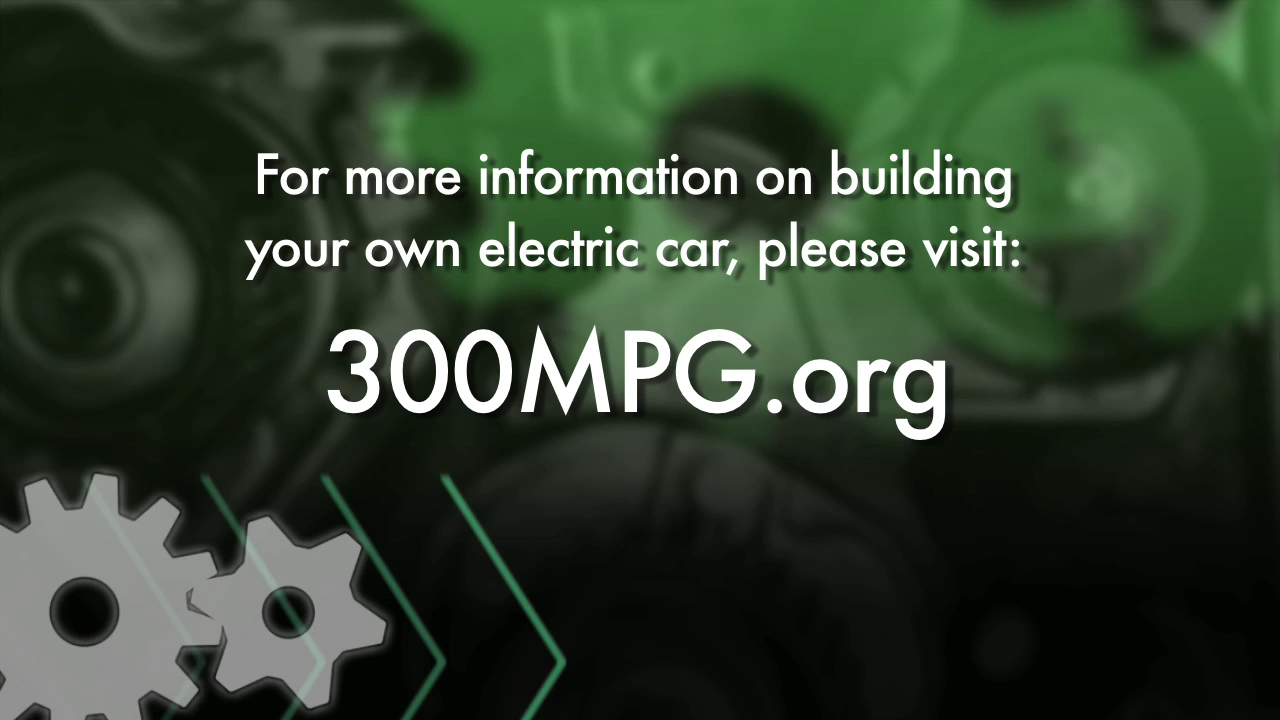 For more information on building
your own electric car, please visit:
300MPG.org